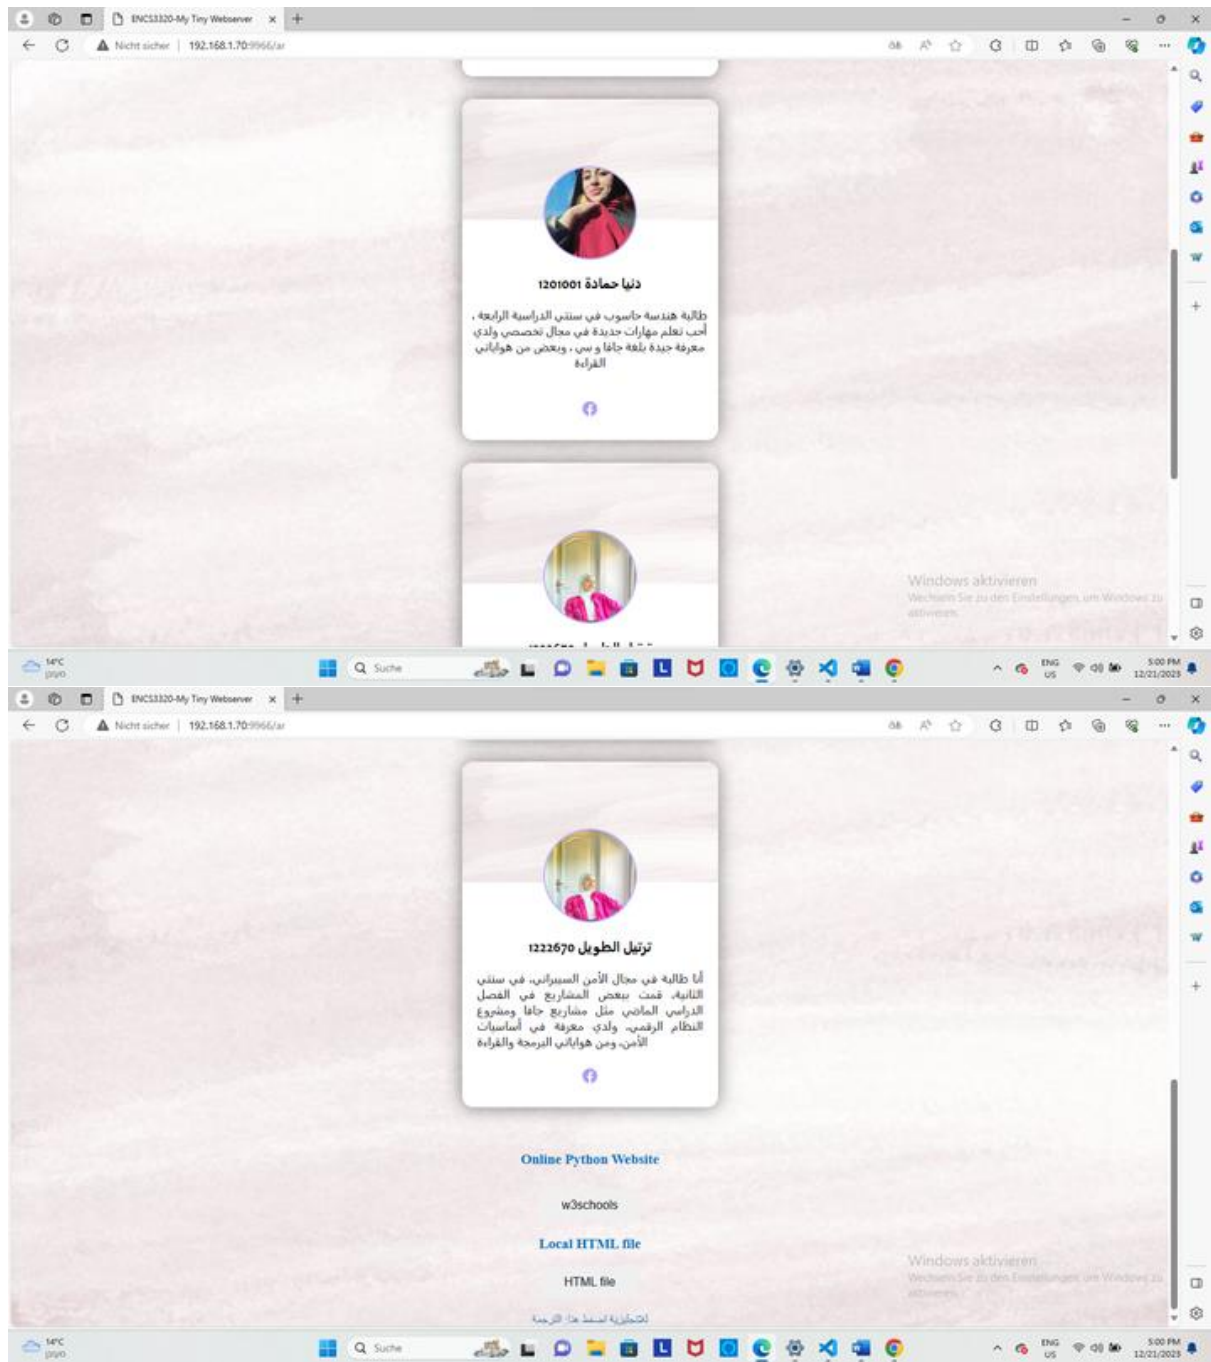 ENCS3320-My Tiny Webserver
Nicht sicher | 192.168.1.70:9966/ar
دنيا حمادة 1201001
طالبة هندسة حاسوب في سنتي الدراسية الرابعة ،
أحب تعلم مهارات جديدة في مجال تخصصي ولدي
معرفة جيدة بلغة جافا و سي ، وبعض من هواياتي
القراءة
Windows aktivieren
Wechseln Sie zu den Einstellungen, um Windows zu
aktivieren.
14°C
Suche
ENG
US
5:00 PM
12/21/2023
ENCS3320-My Tiny Webserver
Nicht sicher | 192.168.1.70:9966/ar
ترتيل الطويل 1222670
أنا طالبة في مجال الأمن السيبراني، في سنتي
الثانية، قمت ببعض المشاريع في الفصل
الدراسي الماضي مثل مشاريع جافا ومشروع
النظام الرقمي، ولدي معرفة في أساسيات
الأمن، ومن هواياتي البرمجة والقراءة
Online Python Website
w3schools
Local HTML file
HTML file
Windows aktivieren
Wechseln Sie zu den Einstellungen, um Windows zu
aktivieren.
14°C
Suche
ENG
US
5:00 PM
12/21/2023